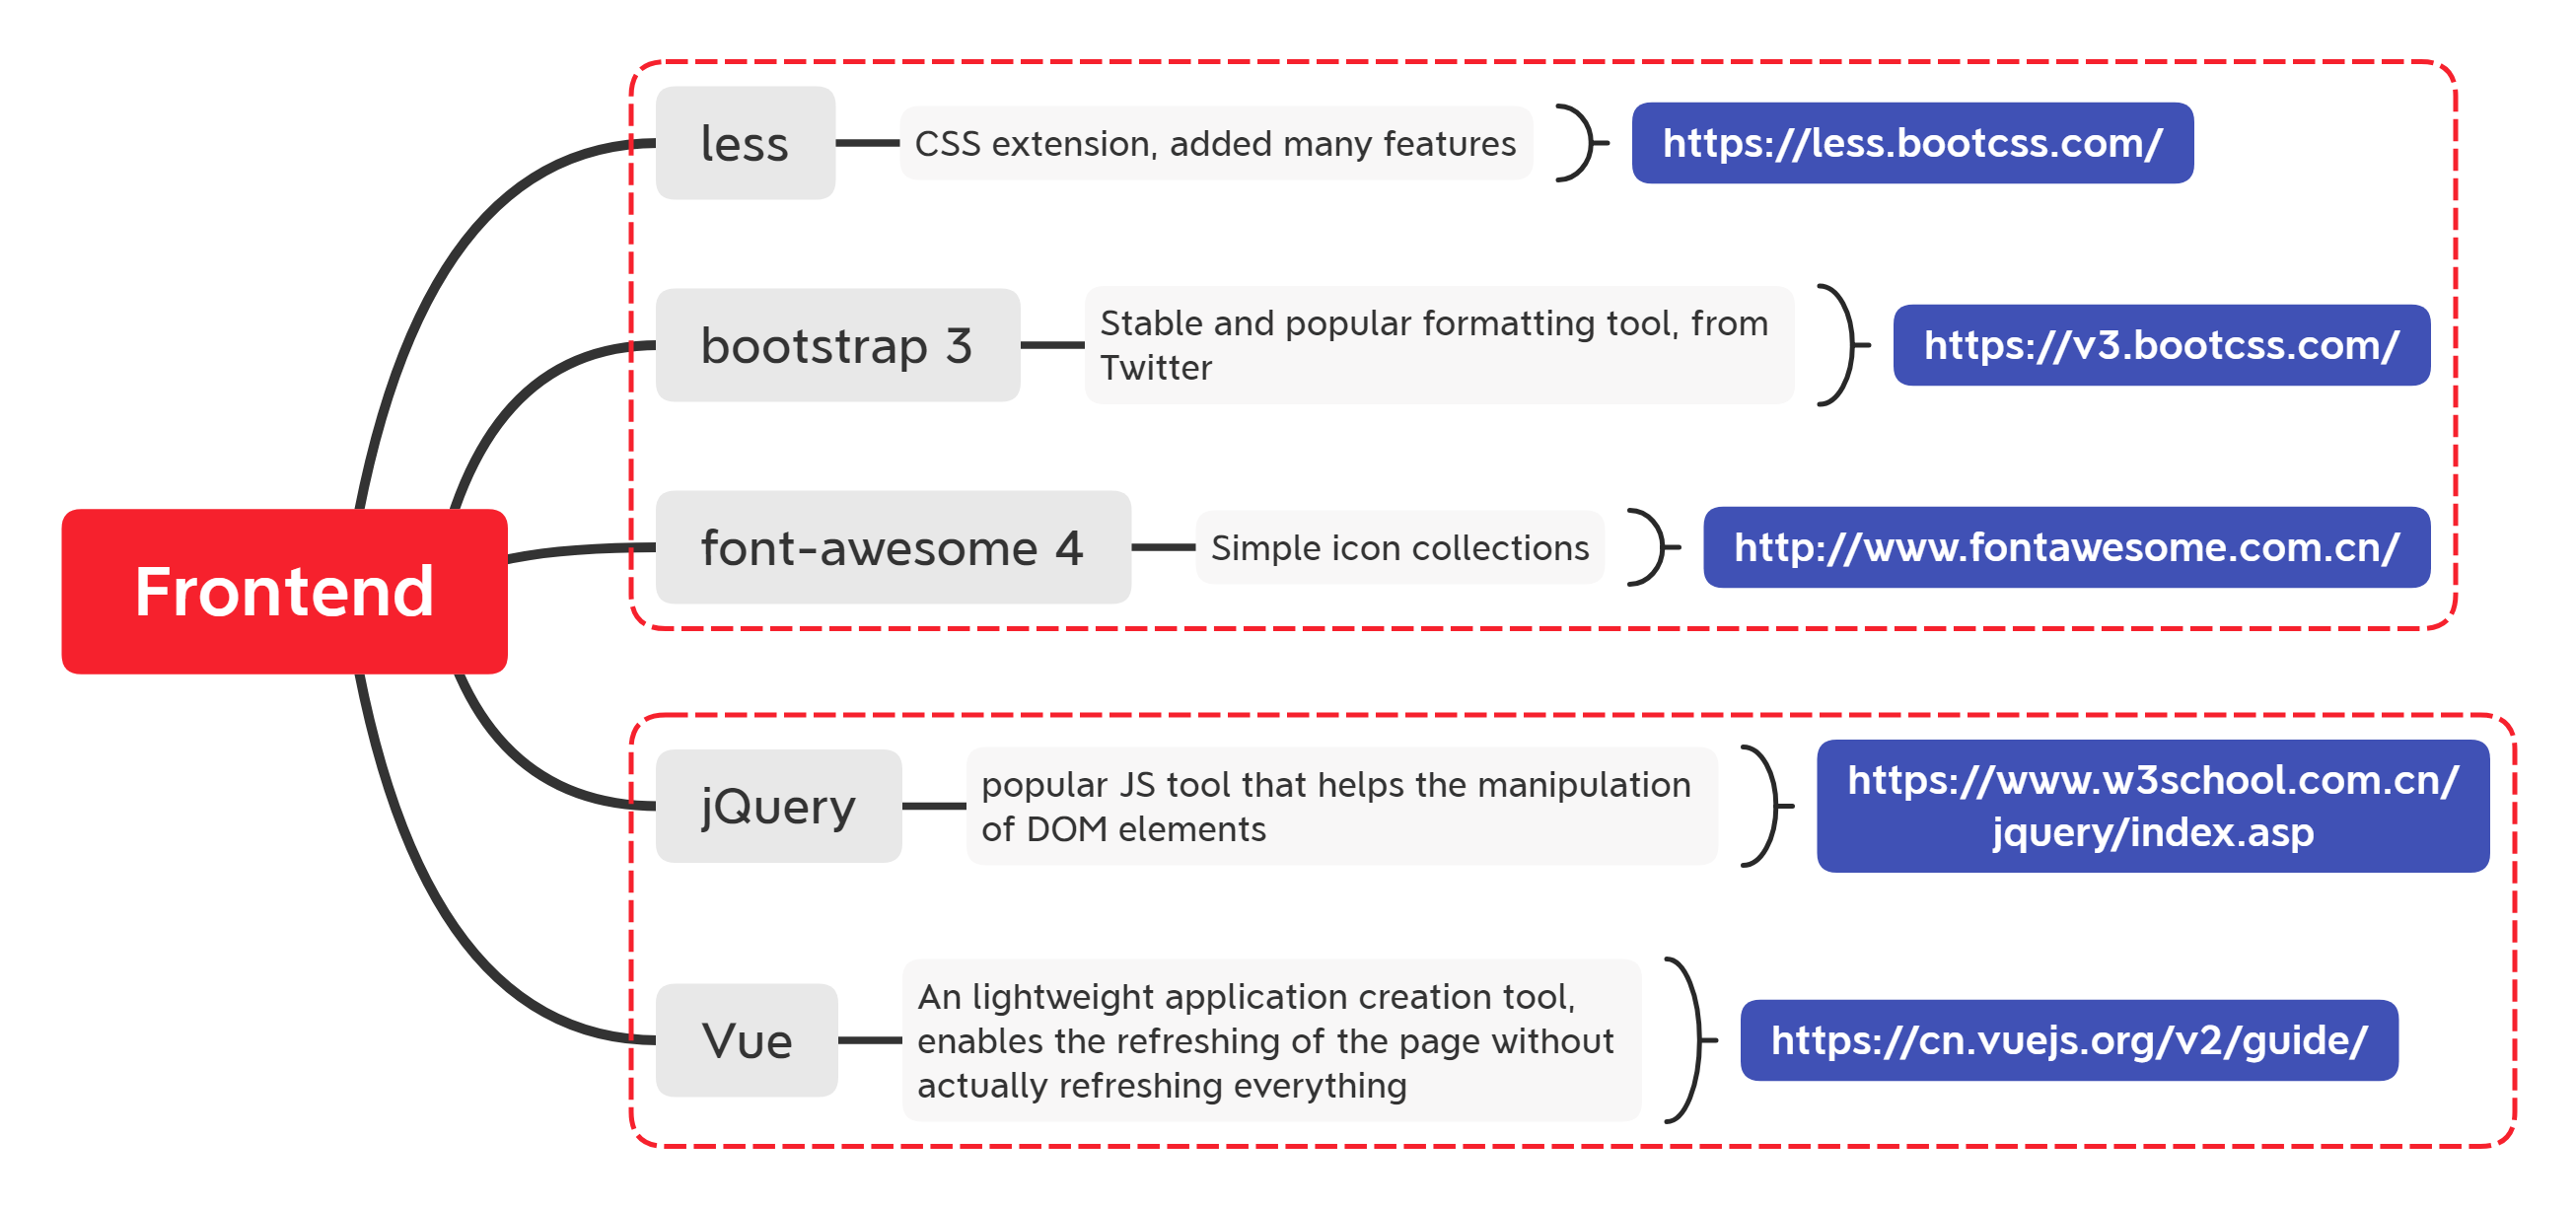 Frontend
less
CSS extension, added many features
https://less.bootcss.com/
bootstrap 3
Stable and popular formatting tool, from
Twitter
https://v3.bootcss.com/
font-awesome 4
Simple icon collections
http://www.fontawesome.com.cn/
jQuery
popular JS tool that helps the manipulation
of DOM elements
https://www.w3school.com.cn/
jquery/index.asp
Vue
An lightweight application creation tool,
enables the refreshing of the page without
actually refreshing everything
https://cn.vuejs.org/v2/guide/